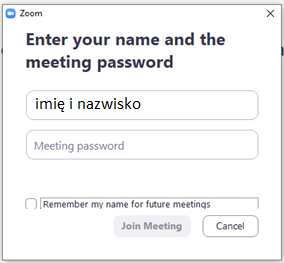 Zoom
Enter your name and the
meeting password
imię i nazwisko
Meeting password
Remember my name for future meetings
Join Meeting
Cancel